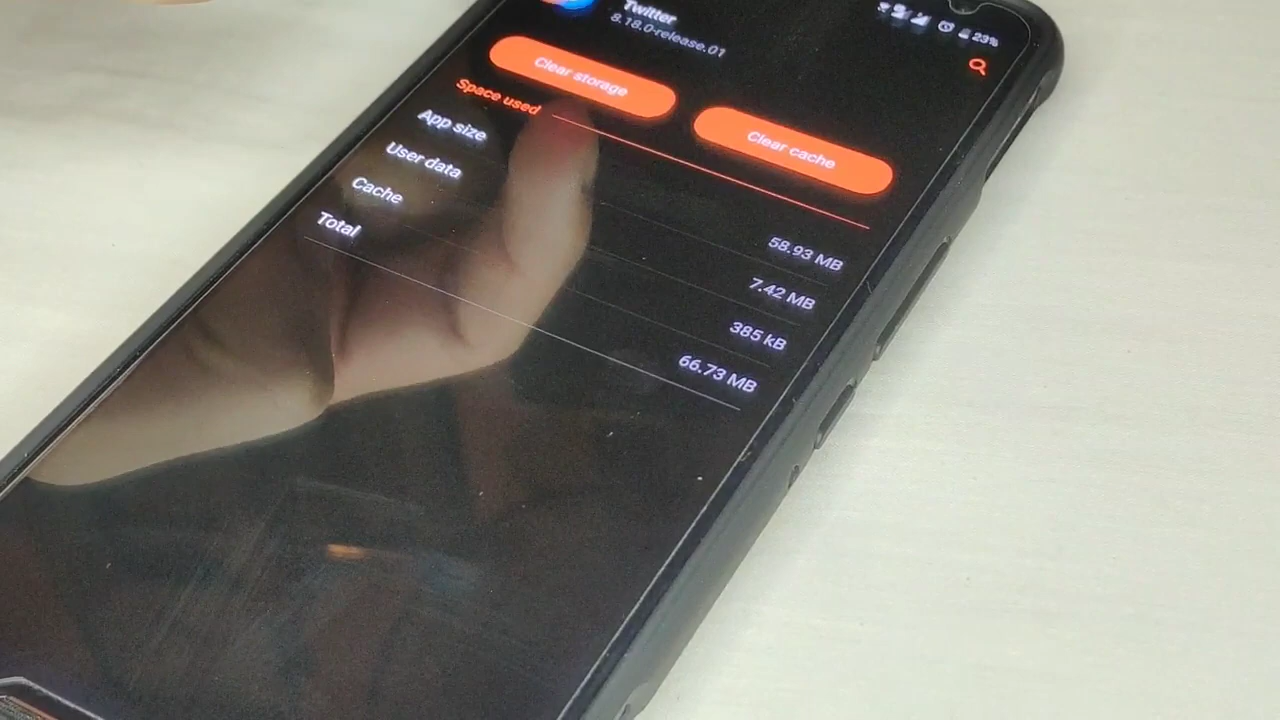 23%
Twitter
8.18.0-release.01
Clear storage
Clear cache
Space used
App size 58.93 MB
User data 7.42 MB
Cache 385 kB
Total 66.73 MB